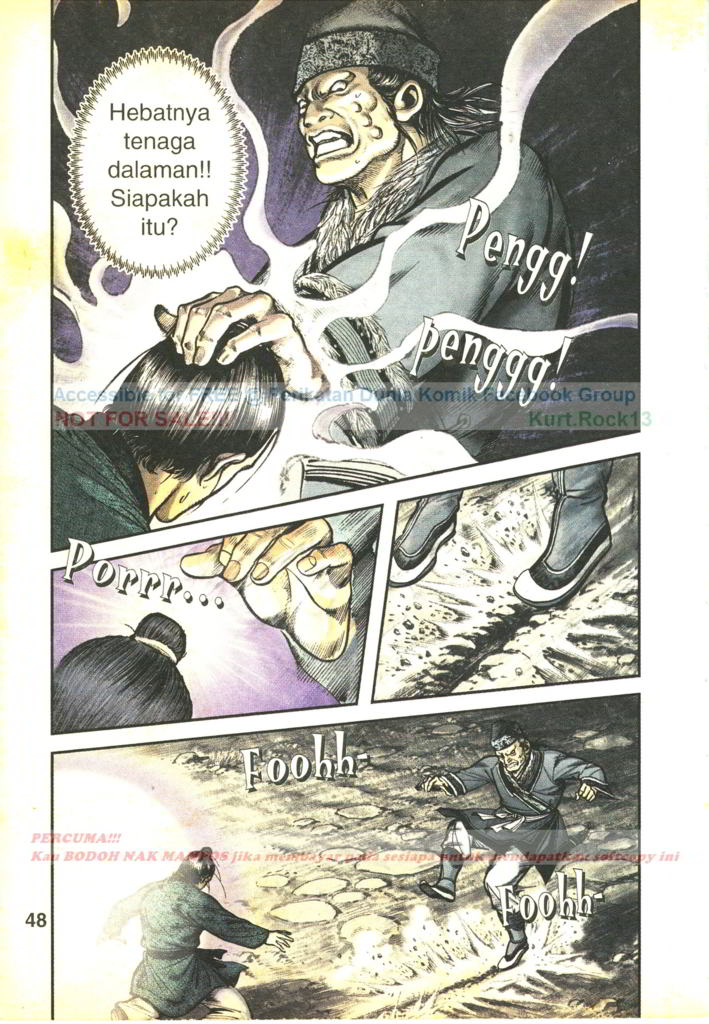 Hebatnya
tenaga
dalaman!!
Siapakah
itu?
Pengg!
penggg!
Accessible for FREE @ Perikatan Dunia Komik Facebook Group
NOT FOR SALE!!!
Kurt.Rock13
Porrr...
Foohh-
PERCUMA!!!
Kau BODOH NAK MAMPOS jika membayar pada sesiapa untuk mendapatkan softcopy ini
Foohh-
48